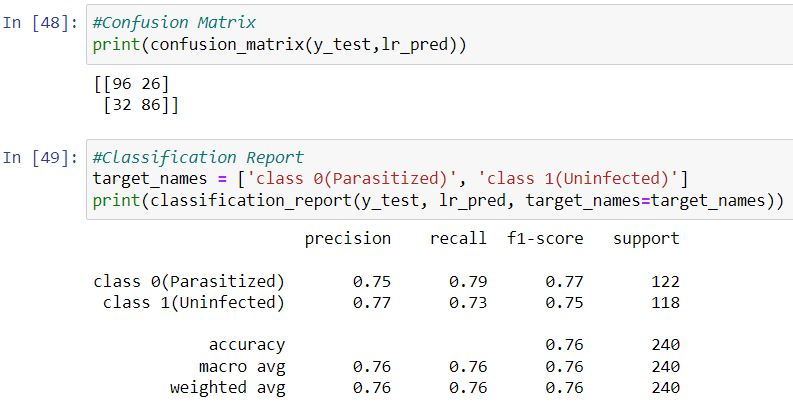 In [48]: #Confusion Matrix
print(confusion_matrix(y_test,lr_pred))
[[96 26]
[32 86]]
In [49]: #Classification Report
target_names = ['class 0(Parasitized)', 'class 1(Uninfected)']
print(classification_report(y_test, lr_pred, target_names=target_names))
precision recall f1-score support
class 0(Parasitized) 0.75 0.79 0.77 122
class 1(Uninfected) 0.77 0.73 0.75 118
accuracy 0.76 240
macro avg 0.76 0.76 0.76 240
weighted avg 0.76 0.76 0.76 240